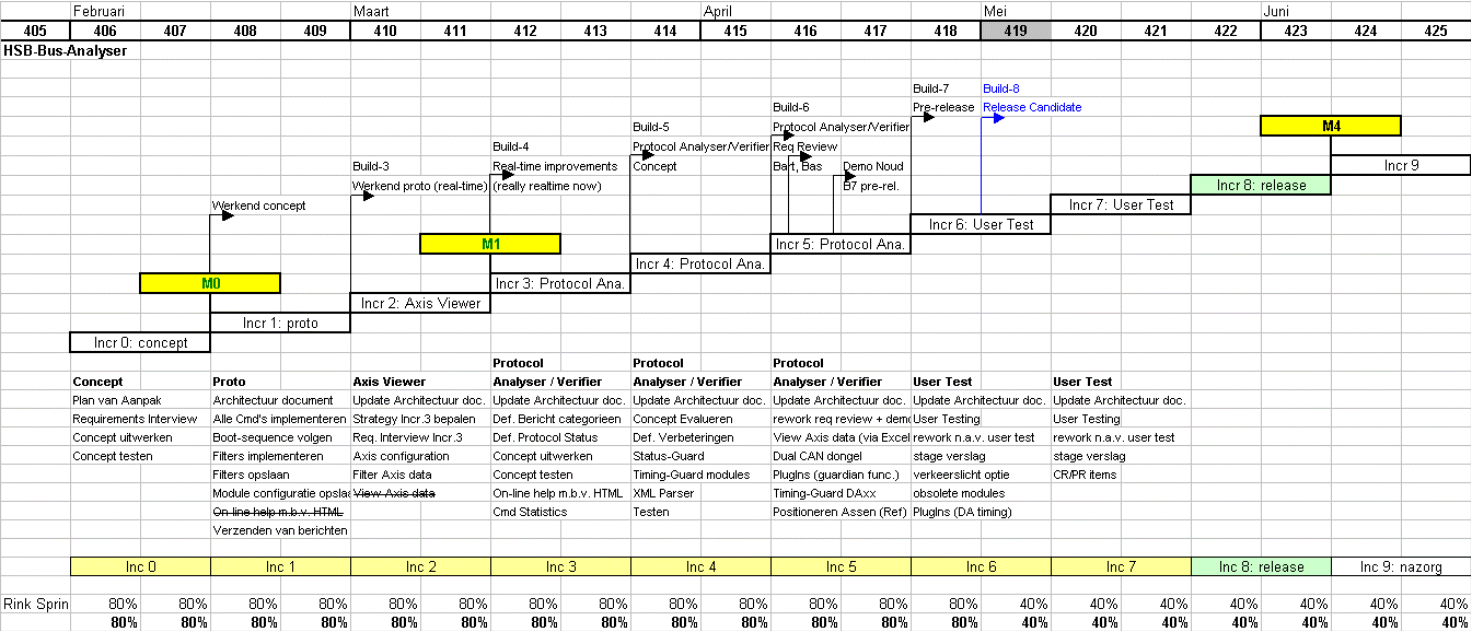 Februari Maart April Mei Juni
405 406 407 408 409 410 411 412 413 414 415 416 417 418 419 420 421 422 423 424 425
HSB-Bus-Analyser
Build-7 Build-8
Build-6 Pre-release Release Candidate
Build-5 Protocol Analyser/Verifier M4
Build-4 Protocol Analyser/Verifier Req Review
Build-3 Real-time improvements Concept Bart, Bas Demo Noud Incr 9
Werkend proto (real-time) (really realtime now) B7 pre-rel. Incr 8: release
Werkend concept Incr 7: User Test
Incr 6: User Test
M1 Incr 5: Protocol Ana.
Incr 4: Protocol Ana.
M0 Incr 3: Protocol Ana.
Incr 2: Axis Viewer
Incr 1: proto
Incr 0: concept
Protocol Protocol Protocol
Concept Proto Axis Viewer Analyser / Verifier Analyser / Verifier Analyser / Verifier User Test User Test
Plan van Aanpak Architectuur document Update Architectuur doc. Update Architectuur doc. Update Architectuur doc. Update Architectuur doc. Update Architectuur doc. Update Architectuur doc.
Requirements Interview Alle Cmd's implementeren Strategy Incr.3 bepalen Def. Bericht categorieen Concept Evalueren rework req review + demo User Testing User Testing
Concept uitwerken Boot-sequence volgen Req. Interview Incr.3 Def. Protocol Status Def. Verbeteringen View Axis data (via Excel rework n.a.v. user test rework n.a.v. user test
Concept testen Filters implementeren Axis configuration Concept uitwerken Status-Guard Dual CAN dongel stage verslag stage verslag
Filters opslaan Filter Axis data Concept testen Timing-Guard modules PlugIns (guardian func.) verkeerslicht optie CR/PR items
Module configuratie opslaa View Axis data On-line help m.b.v. HTML XML Parser Timing-Guard DAxx obsolete modules
On-line help m.b.v. HTML Cmd Statistics Testen Positioneren Assen (Ref) PlugIns (DA timing)
Verzenden van berichten
Inc 0 Inc 1 Inc 2 Inc 3 Inc 4 Inc 5 Inc 6 Inc 7 Inc 8: release Inc 9: nazorg
Rink Sprin 80% 80% 80% 80% 80% 80% 80% 80% 80% 80% 80% 80% 80% 40% 40% 40% 40% 40% 40% 40%
80% 80% 80% 80% 80% 80% 80% 80% 80% 80% 80% 80% 80% 40% 40% 40% 40% 40% 40% 40%